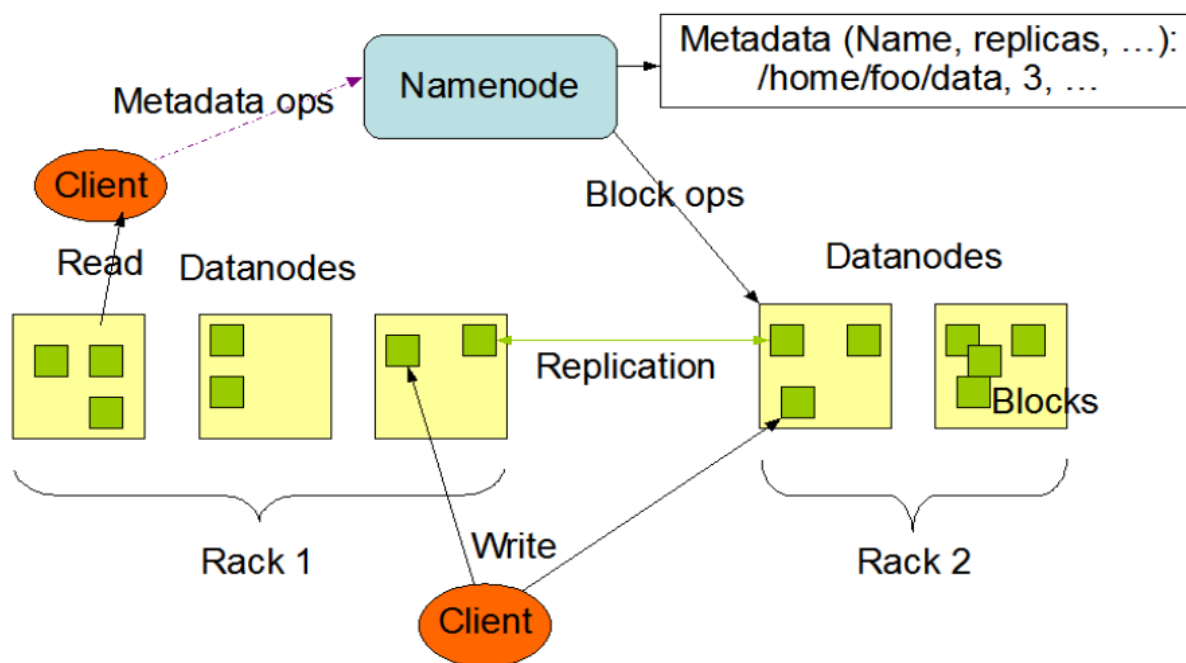 Metadata (Name, replicas, …):
/home/foo/data, 3, …
Namenode
Metadata ops
Client
Block ops
Read
Datanodes
Datanodes
Replication
Blocks
Rack 1
Write
Rack 2
Client